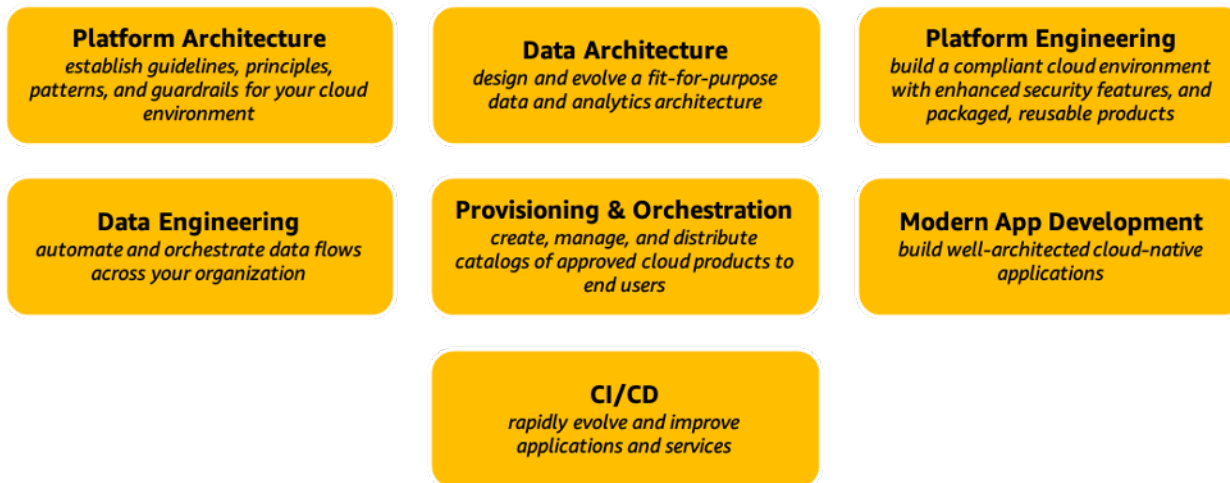 Platform Architecture
establish guidelines, principles,
patterns, and guardrails for your cloud
environment
Data Architecture
design and evolve a fit-for-purpose
data and analytics architecture
Platform Engineering
build a compliant cloud environment
with enhanced security features, and
packaged, reusable products
Data Engineering
automate and orchestrate data flows
across your organization
Provisioning & Orchestration
create, manage, and distribute
catalogs of approved cloud products to
end users
Modern App Development
build well-architected cloud-native
applications
CI/CD
rapidly evolve and improve
applications and services